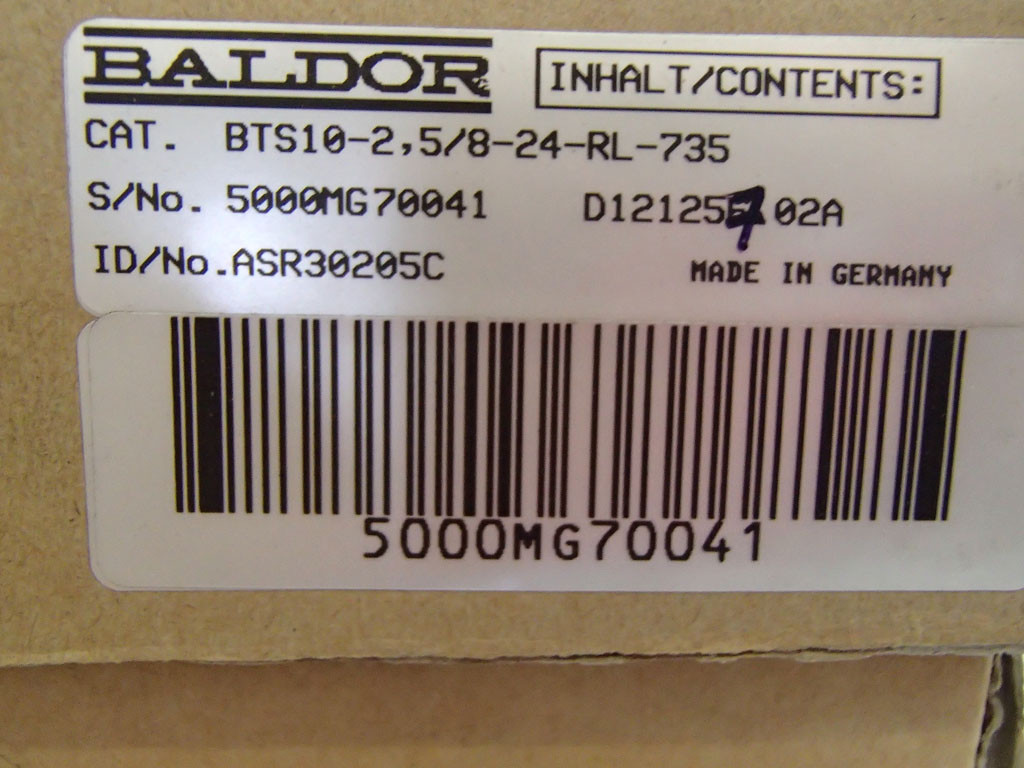 BALDOR
INHALT/CONTENTS:
CAT. BTS10-2,5/8-24-RL-735
S/No. 5000MG70041 02A
ID/No.ASR30205C
MADE IN GERMANY
5000MG70041